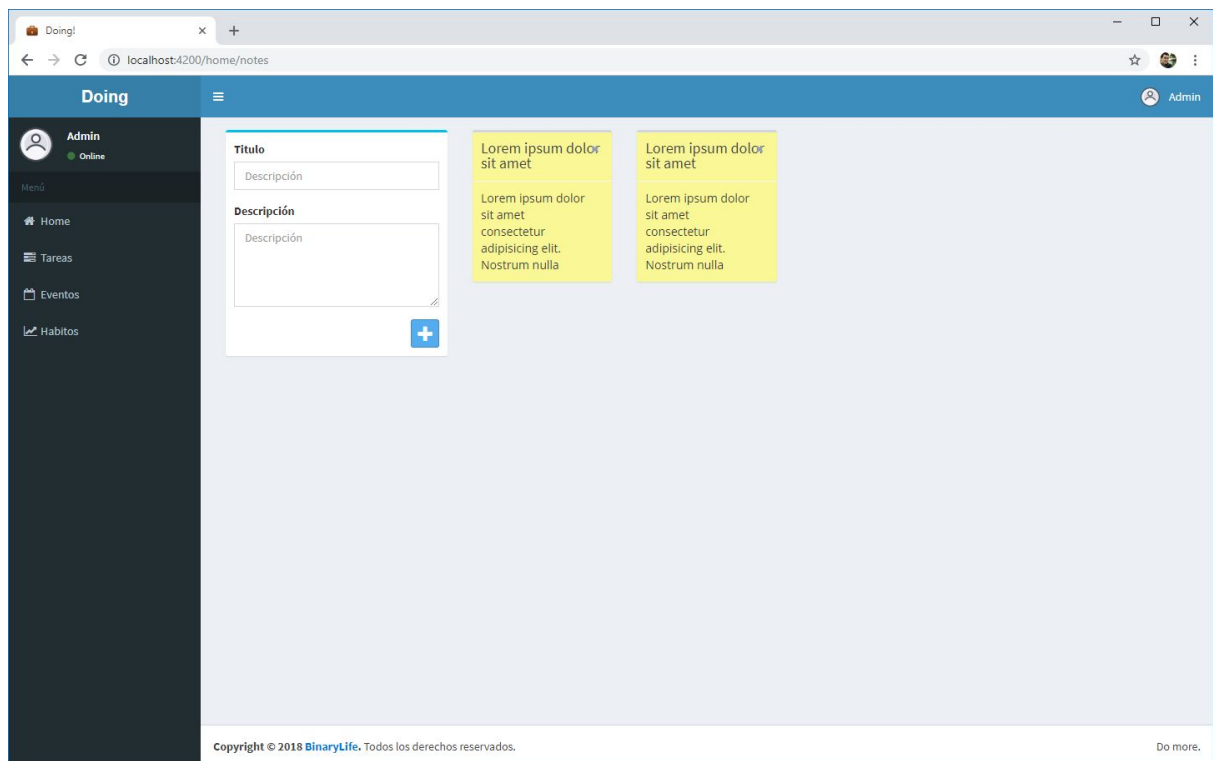 Doing!
localhost:4200/home/notes
Doing
Admin
Admin
Online
Menú
Home
Tareas
Eventos
Habitos
Titulo
Descripción
Descripción
Descripción
Lorem ipsum dolor
sit amet
Lorem ipsum dolor
sit amet
consectetur
adipisicing elit.
Nostrum nulla
Lorem ipsum dolor
sit amet
Lorem ipsum dolor
sit amet
consectetur
adipisicing elit.
Nostrum nulla
Copyright © 2018 BinaryLife. Todos los derechos reservados.
Do more.